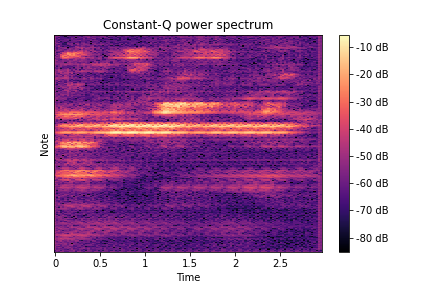 Constant-Q power spectrum
Note
0
0.5
1
1.5
2
2.5
Time
-10 dB
-20 dB
-30 dB
-40 dB
-50 dB
-60 dB
-70 dB
-80 dB